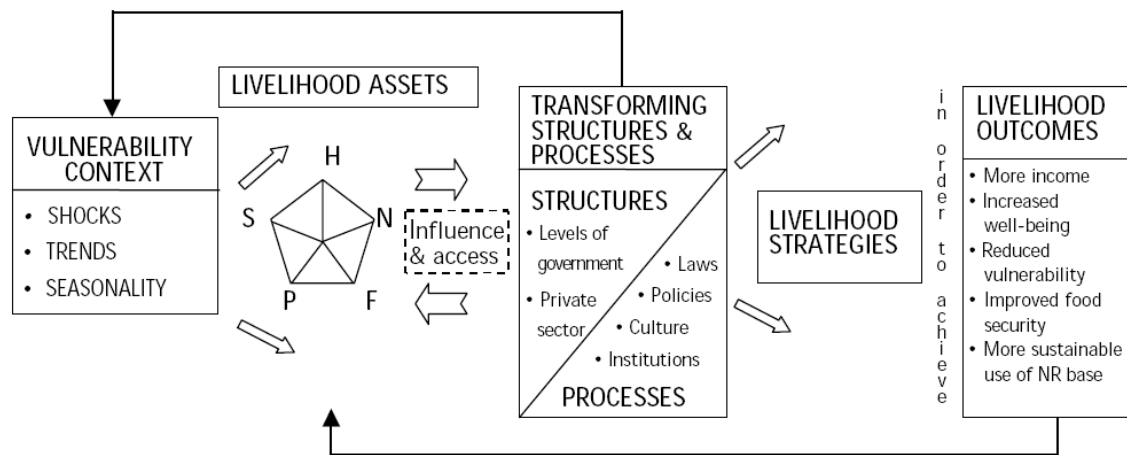 LIVELIHOOD ASSETS
VULNERABILITY
CONTEXT
• SHOCKS
• TRENDS
• SEASONALITY
H
S
N
P
F
Influence
& access
TRANSFORMING
STRUCTURES &
PROCESSES
STRUCTURES
• Levels of
government
• Private
sector
• Laws
• Policies
• Culture
• Institutions
PROCESSES
LIVELIHOOD
STRATEGIES
in order to achieve
LIVELIHOOD
OUTCOMES
• More income
• Increased
well-being
• Reduced
vulnerability
• Improved food
security
• More sustainable
use of NR base